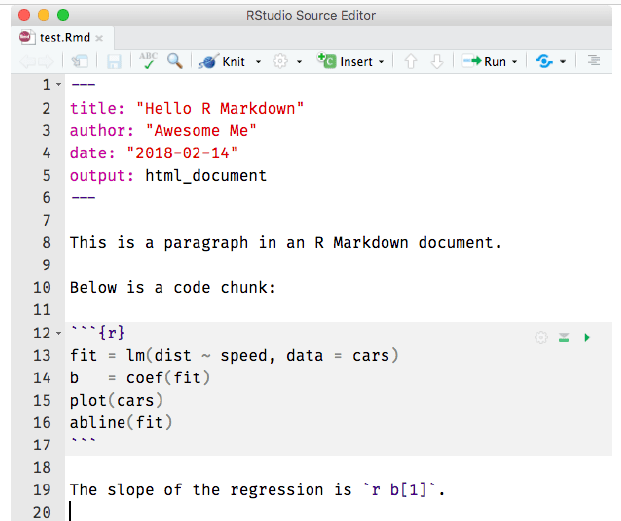 RStudio Source Editor
test.Rmd
ABC Knit Insert Run
1 ---
2 title: "Hello R Markdown"
3 author: "Awesome Me"
4 date: "2018-02-14"
5 output: html_document
6 ---
7
8 This is a paragraph in an R Markdown document.
9
10 Below is a code chunk:
11
12 ```{r}
13 fit = lm(dist ~ speed, data = cars)
14 b   = coef(fit)
15 plot(cars)
16 abline(fit)
17 ```
18
19 The slope of the regression is `r b[1]`.
20